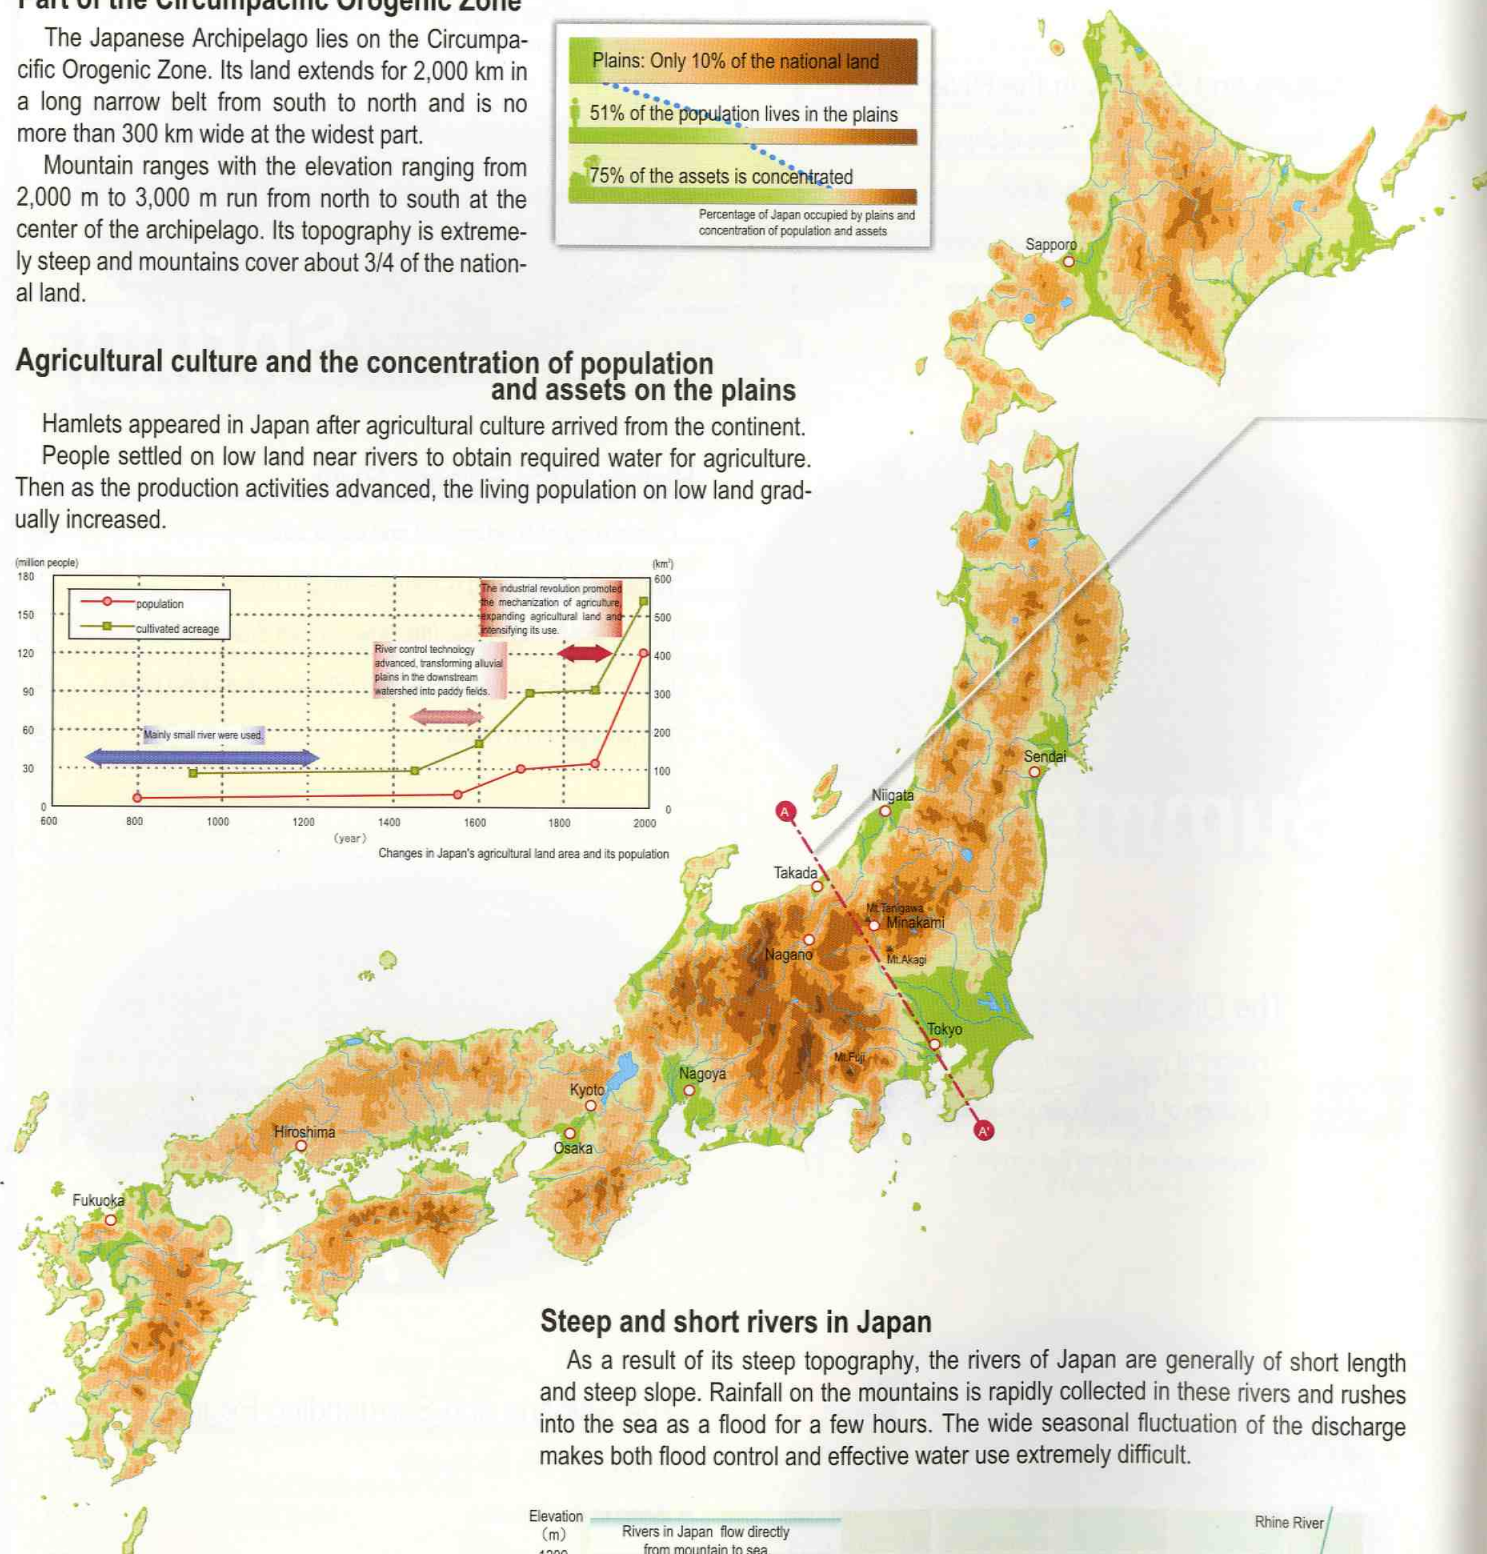 Part of the Circumpacific Orogenic Zone
The Japanese Archipelago lies on the Circumpa-
cific Orogenic Zone. Its land extends for 2,000 km in
a long narrow belt from south to north and is no
more than 300 km wide at the widest part.
Mountain ranges with the elevation ranging from
2,000 m to 3,000 m run from north to south at the
center of the archipelago. Its topography is extreme-
ly steep and mountains cover about 3/4 of the nation-
al land.
Plains: Only 10% of the national land
51% of the population lives in the plains
75% of the assets is concentrated
Percentage of Japan occupied by plains and
concentration of population and assets
Agricultural culture and the concentration of population
and assets on the plains
Hamlets appeared in Japan after agricultural culture arrived from the continent.
People settled on low land near rivers to obtain required water for agriculture.
Then as the production activities advanced, the living population on low land grad-
ually increased.
(million people)
180
150
120
90
60
30
0
(km²)
600
500
400
300
200
100
0
population
cultivated acreage
The industrial revolution promoted
the mechanization of agriculture,
expanding agricultural land and
intensifying its use.
River control technology
advanced, transforming alluvial
plains in the downstream
watershed into paddy fields.
Mainly small river were used.
600 800 1000 1200 1400 1600 1800 2000
(year)
Changes in Japan's agricultural land area and its population
Sapporo
Sendai
Niigata
A
Takada
Mt.Tanigawa
Minakami
Nagano
Mt.Akagi
Tokyo
Mt.Fuji
Nagoya
Kyoto
A'
Hiroshima
Osaka
Fukuoka
Steep and short rivers in Japan
As a result of its steep topography, the rivers of Japan are generally of short length
and steep slope. Rainfall on the mountains is rapidly collected in these rivers and rushes
into the sea as a flood for a few hours. The wide seasonal fluctuation of the discharge
makes both flood control and effective water use extremely difficult.
Elevation
(m)
Rivers in Japan flow directly
from mountain to sea
Rhine River